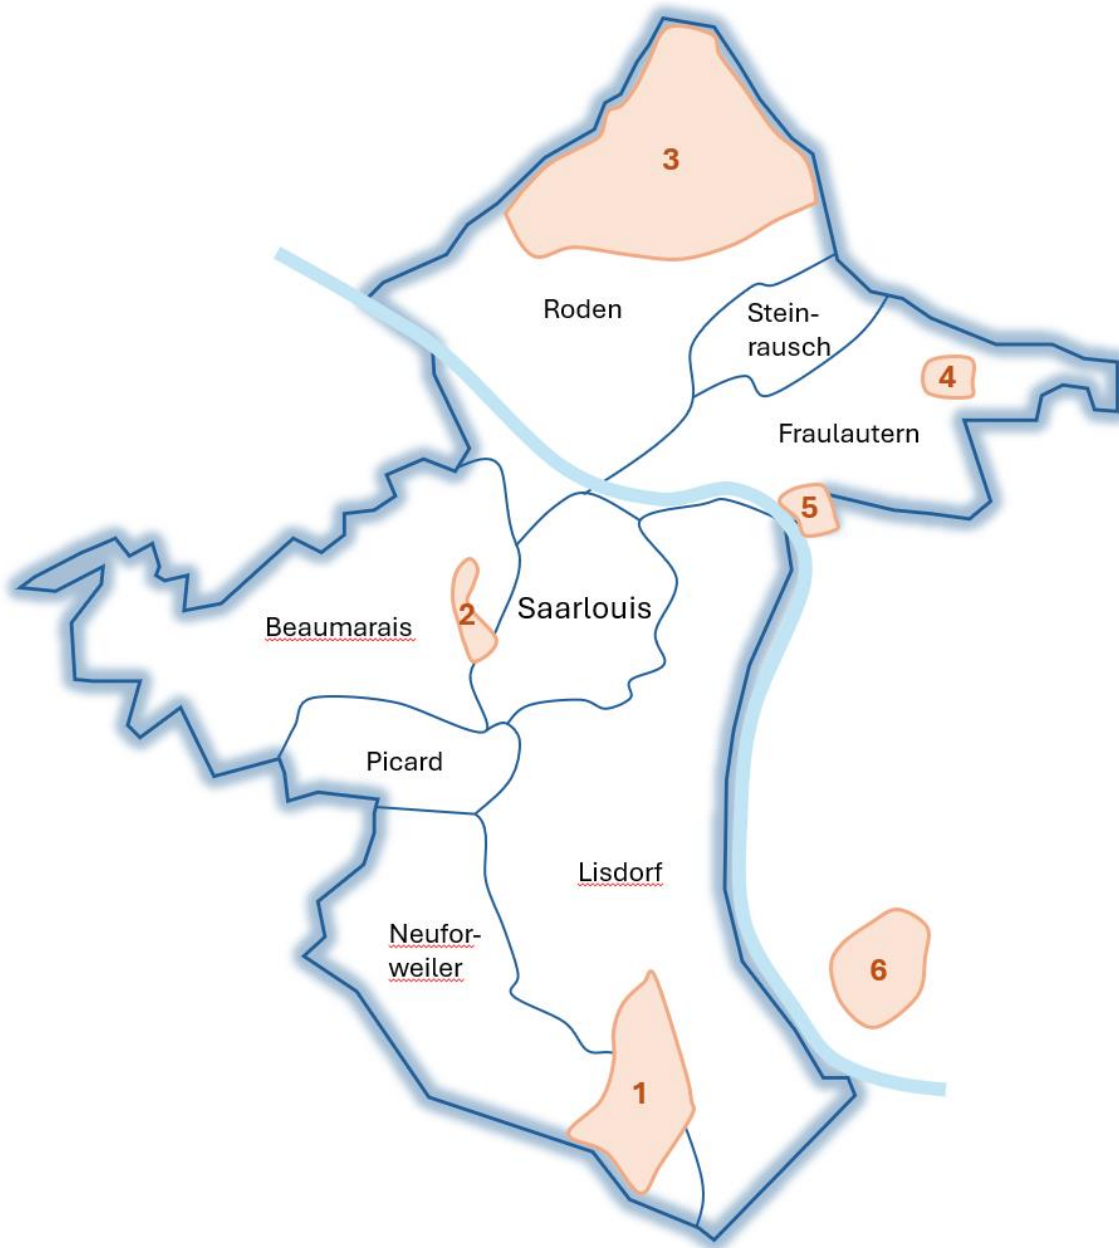 3
Roden
Stein-
rausch
4
Fraulautern
5
2
Saarlouis
Beaumarais
Picard
Lisdorf
Neufor-
weiler
6
1